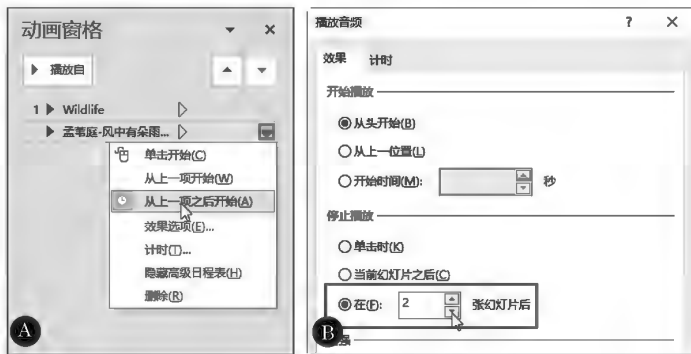 动画窗格
播放自
1 Wildlife
孟苇庭-风中有朵雨...
单击开始(C)
从上一项开始(W)
从上一项之后开始(A)
效果选项(E)...
计时(T)...
隐藏高级日程表(H)
删除(R)
A
播放音频
? ×
效果 计时
开始播放
从头开始(B)
从上一位置(L)
开始时间(M): 秒
停止播放
单击时(K)
当前幻灯片之后(C)
在(F): 2 张幻灯片后
B
强